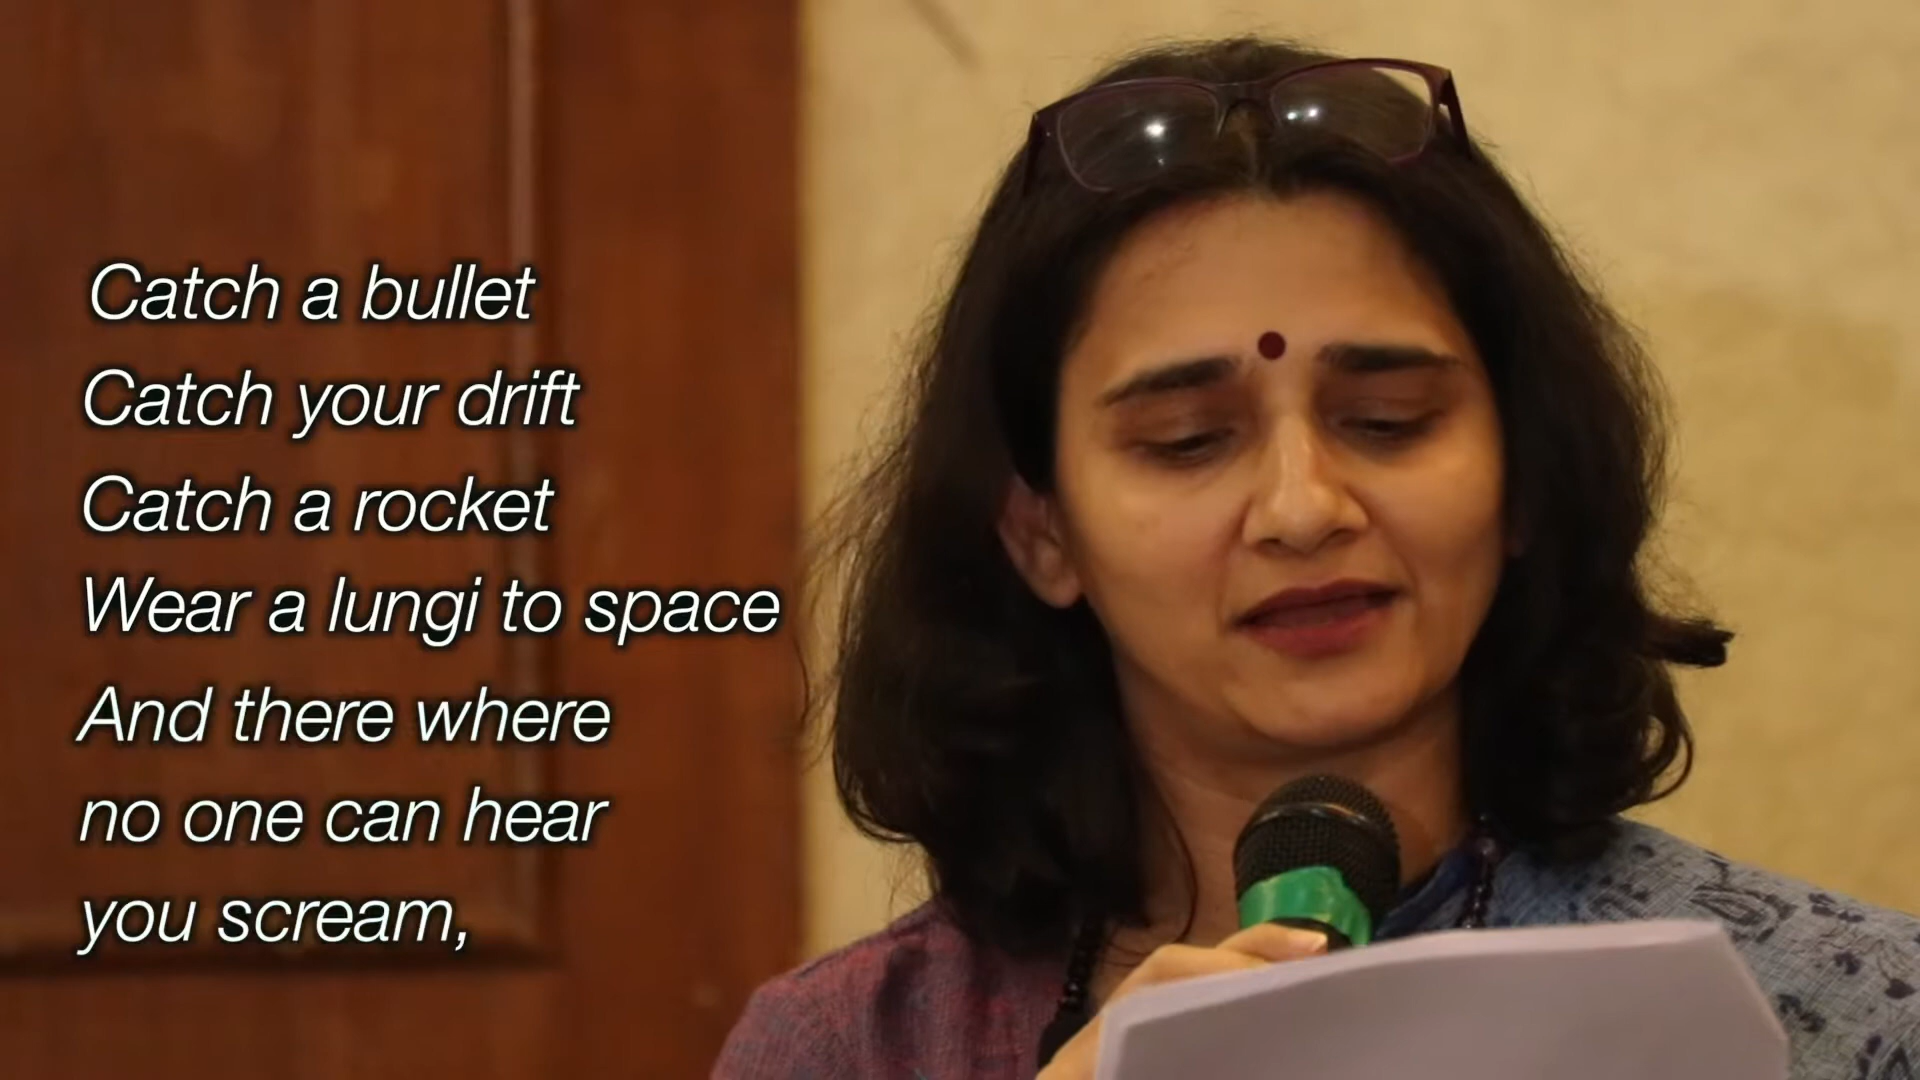 Catch a bullet
Catch your drift
Catch a rocket
Wear a lungi to space
And there where
no one can hear
you scream,